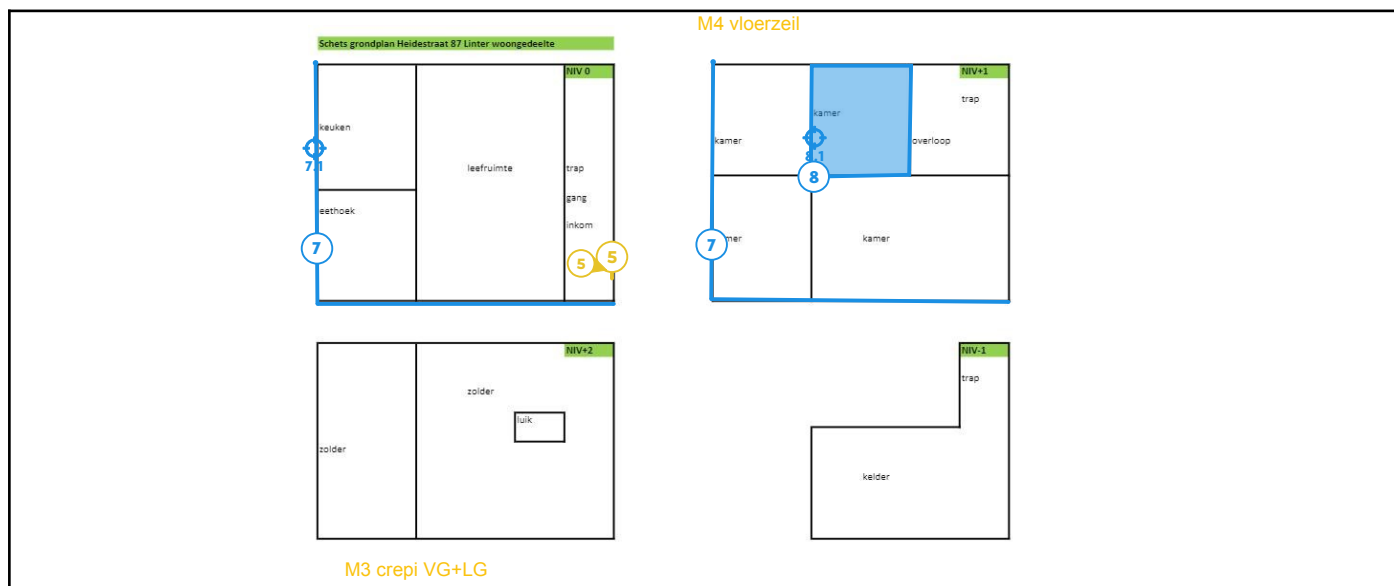 M4 vloerzeil
Schets grondplan Heidestraat 87 Linter woongedeelte
NIV 0
keuken
7.1
leefruimte
trap
eethoek
gang
inkom
7
5
5
NIV+1
trap
kamer
kamer
8.1
overloop
8
7
kamer
NIV+2
zolder
luik
zolder
NIV-1
trap
kelder
M3 crepi VG+LG